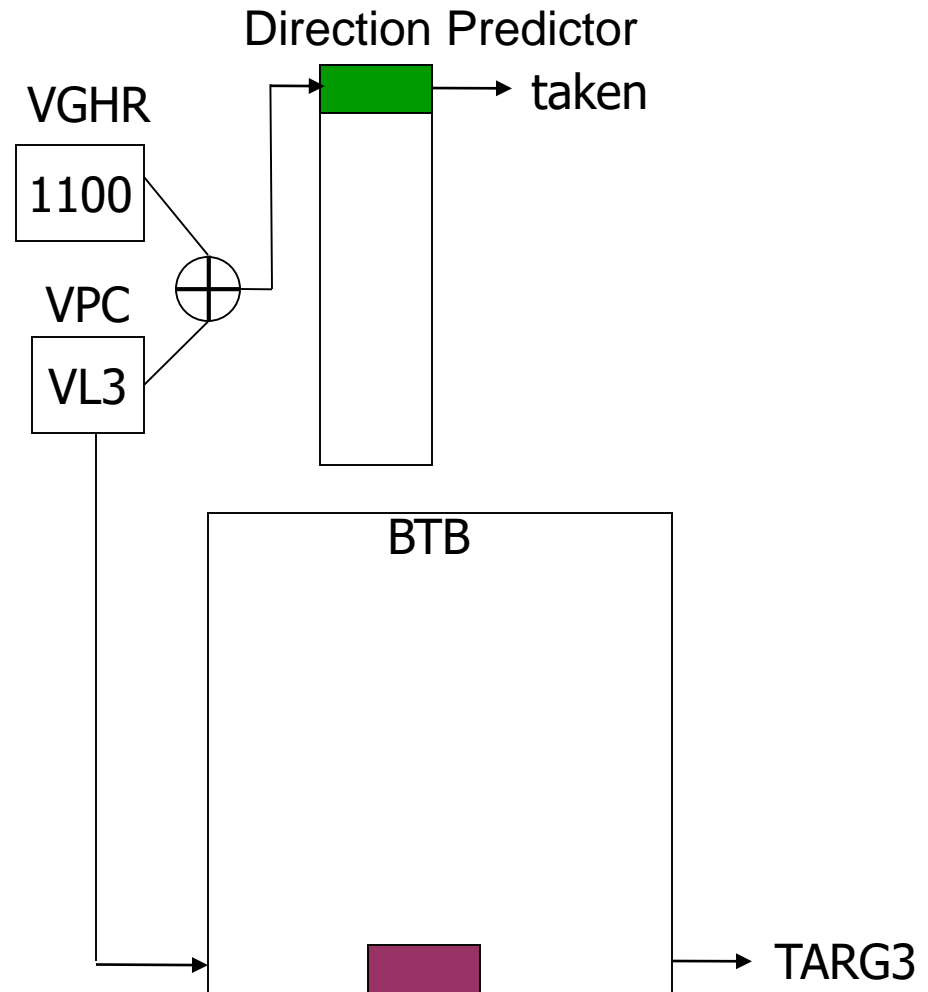 Direction Predictor
taken
VGHR
1100
VPC
VL3
BTB
TARG3